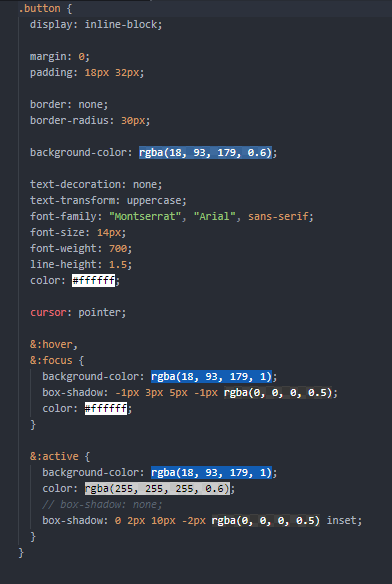 .button {
display: inline-block;
margin: 0;
padding: 18px 32px;
border: none;
border-radius: 30px;
background-color: rgba(18, 93, 179, 0.6);
text-decoration: none;
text-transform: uppercase;
font-family: "Montserrat", "Arial", sans-serif;
font-size: 14px;
font-weight: 700;
line-height: 1.5;
color: #ffffff;
cursor: pointer;
&:hover,
&:focus {
background-color: rgba(18, 93, 179, 1);
box-shadow: -1px 3px 5px -1px rgba(0, 0, 0, 0.5);
color: #ffffff;
}
&:active {
background-color: rgba(18, 93, 179, 1);
color: rgba(255, 255, 255, 0.6);
// box-shadow: none;
box-shadow: 0 2px 10px -2px rgba(0, 0, 0, 0.5) inset;
}
}